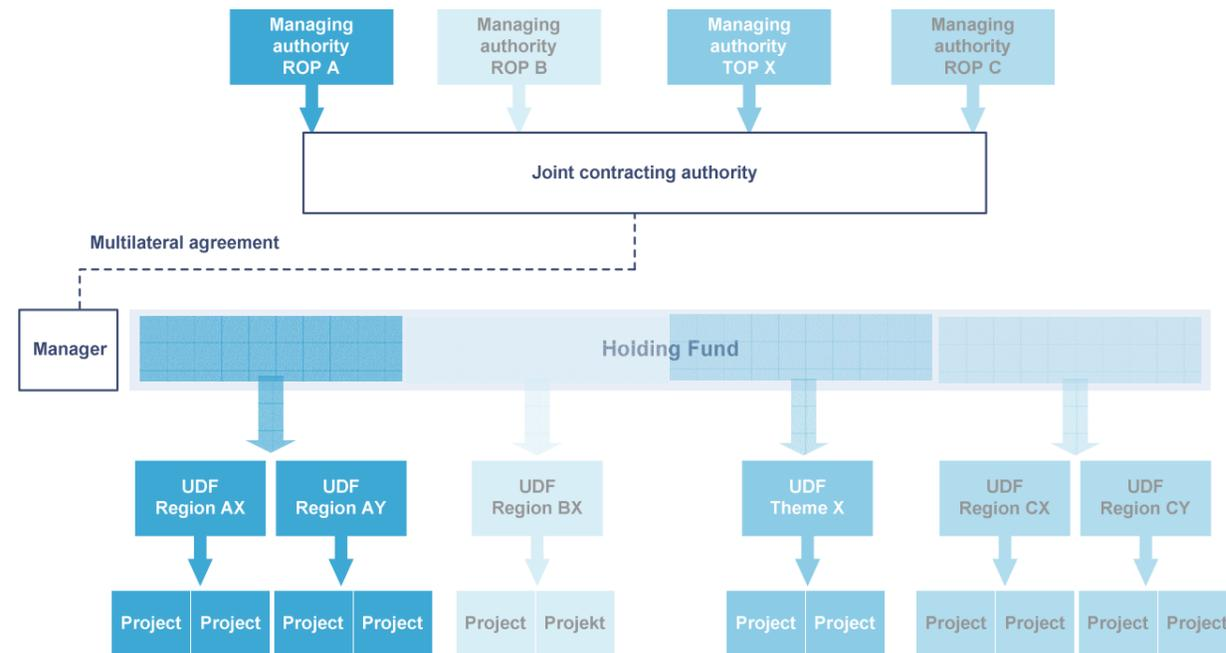 Managing
authority
ROP A
Managing
authority
ROP B
Managing
authority
TOP X
Managing
authority
ROP C
Joint contracting authority
Multilateral agreement
Manager
Holding Fund
UDF
Region AX
UDF
Region AY
UDF
Region BX
UDF
Theme X
UDF
Region CX
UDF
Region CY
Project
Project
Project
Project
Project
Projekt
Project
Project
Project
Project
Project
Project